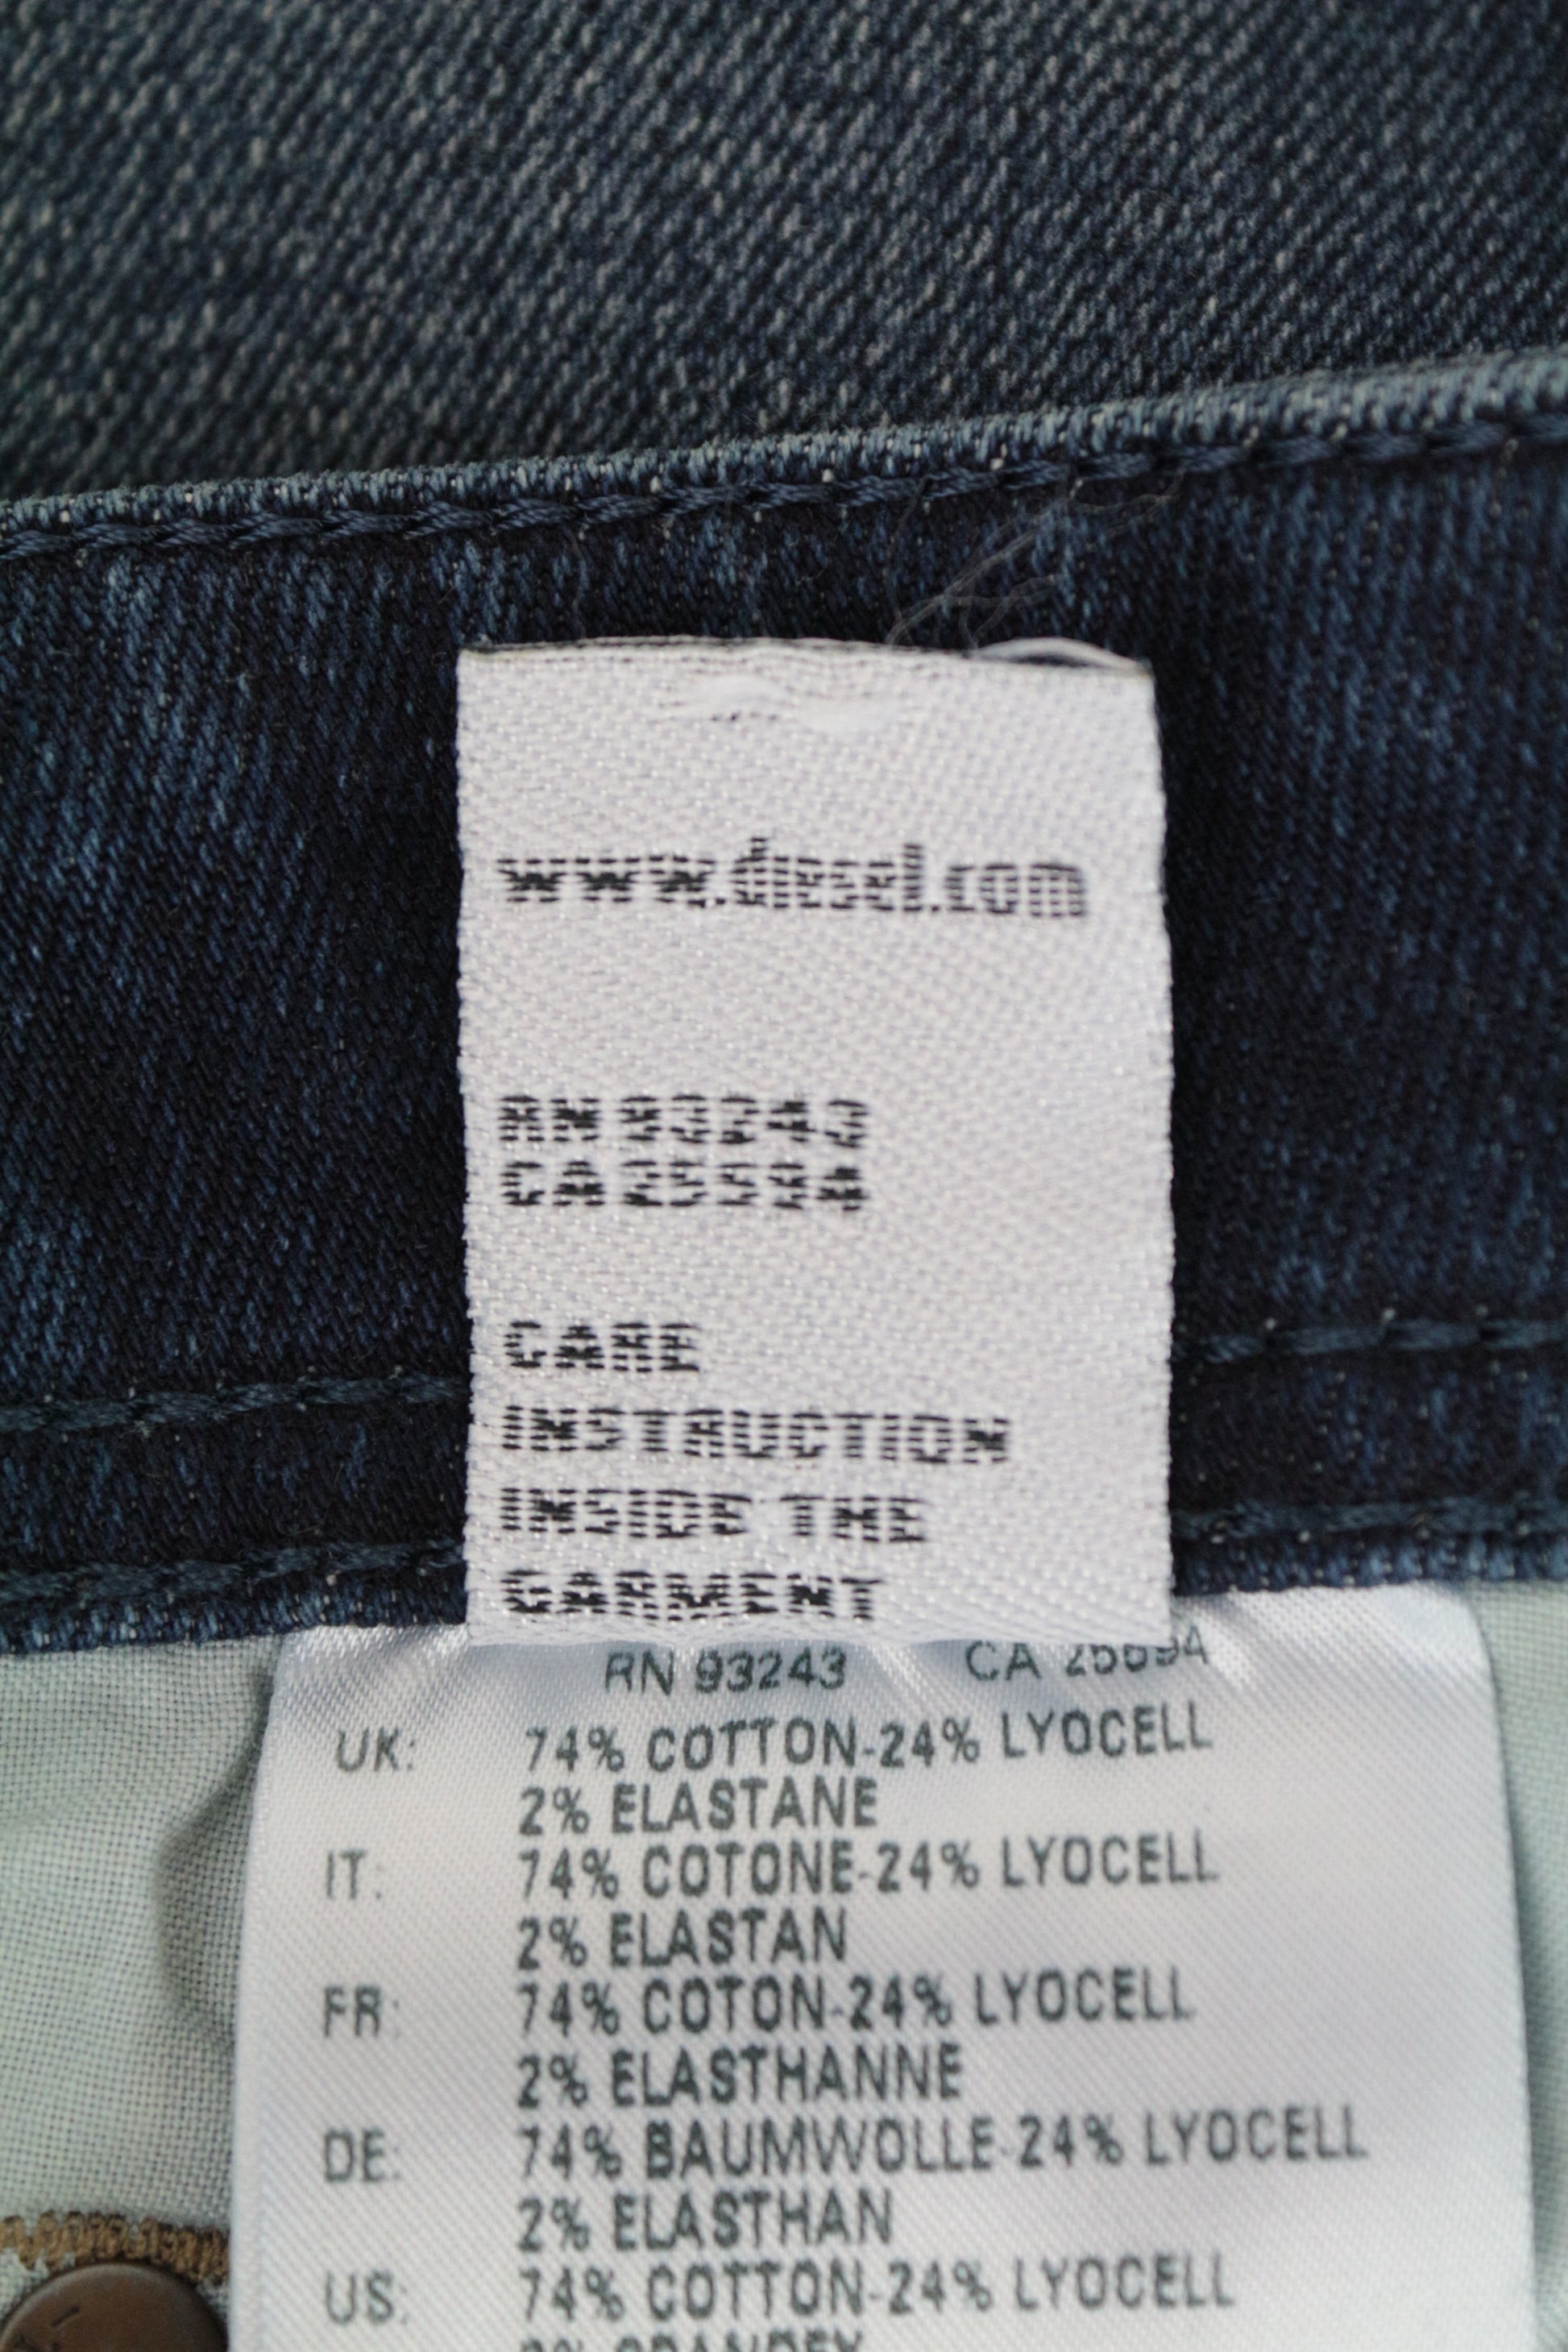 www.diesel.com
RN 93243
CA 25594
CARE
INSTRUCTION
INSIDE THE
GARMENT
RN 93243 CA 25594
UK: 74% COTTON-24% LYOCELL
2% ELASTANE
IT: 74% COTONE-24% LYOCELL
2% ELASTAN
FR: 74% COTON-24% LYOCELL
2% ELASTHANNE
DE: 74% BAUMWOLLE-24% LYOCELL
2% ELASTHAN
US: 74% COTTON-24% LYOCELL